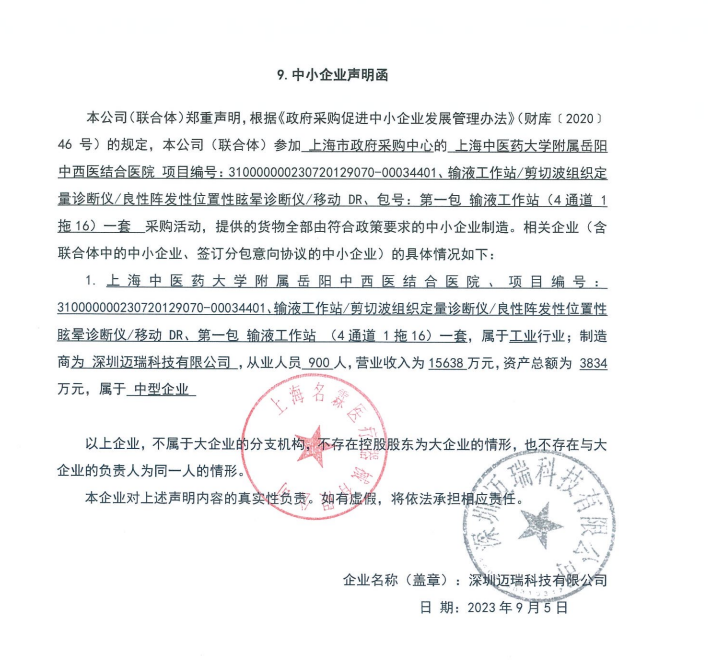 9.中小企业声明函
本公司(联合体)郑重声明,根据《政府采购促进中小企业发展管理办法》(财库﹝2020﹞
46 号)的规定,本公司(联合体)参加 上海市政府采购中心的 上海中医药大学附属岳阳
中西医结合医院 项目编号:310000000230720129070-00034401、输液工作站/剪切波组织定
量诊断仪/良性阵发性位置性眩晕诊断仪/移动 DR、包号:第一包 输液工作站(4通道 1
拖16)一套 采购活动,提供的货物全部由符合政策要求的中小企业制造。相关企业(含
联合体中的中小企业、签订分包意向协议的中小企业)的具体情况如下:
1. 上海中医药大学附属岳阳中西医结合医院、项目编号:
310000000230720129070-00034401、输液工作站/剪切波组织定量诊断仪/良性阵发性位置性
眩晕诊断仪/移动 DR、第一包 输液工作站 (4通道 1拖16)一套,属于工业行业;制造
商为 深圳迈瑞科技有限公司,从业人员 900 人,营业收入为 15638 万元,资产总额为 3834
万元,属于 中型企业
上海名霖医疗器械有限公司
以上企业,不属于大企业的分支机构,不存在控股股东为大企业的情形,也不存在与大
企业的负责人为同一人的情形。
本企业对上述声明内容的真实性负责。如有虚假,将依法承担相应责任。
深圳迈瑞科技有限公司
企业名称(盖章):深圳迈瑞科技有限公司
日 期:2023年9月5日